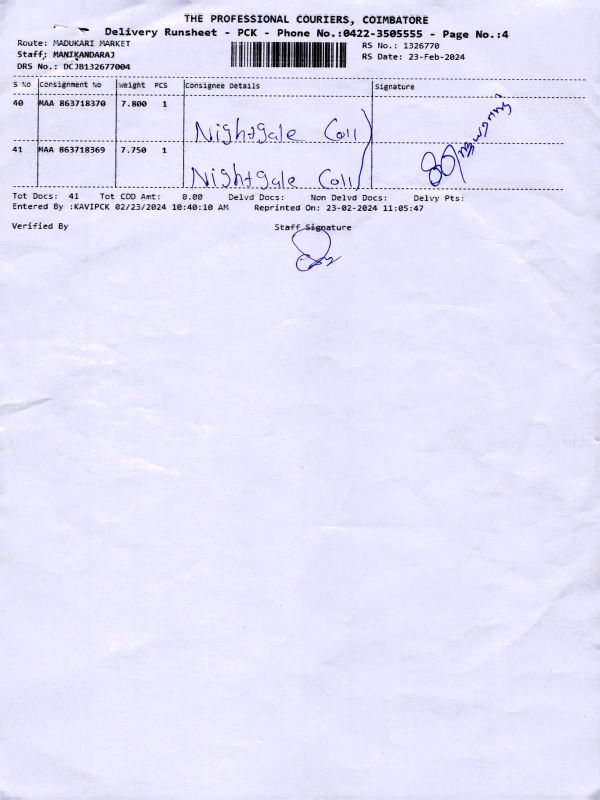 THE PROFESSIONAL COURIERS, COIMBATORE
Delivery Runsheet - PCK - Phone No.:0422-3505555 - Page No.:4
Route: MADUKARI MARKET
RS No.: 1326770
Staff: MANIKANDARAJ
RS Date: 23-Feb-2024
DRS No.: DCJB132677004
S No Consignment No Weight PCS Consignee Details Signature
40 MAA 863718370 7.800 1 Nightgale Coll
41 MAA 863718369 7.750 1 Nightgale Coll
Tot Docs: 41 Tot COD Amt: 0.00 Delvd Docs: Non Delvd Docs: Delvy Pts:
Entered By :KAVIPCK 02/23/2024 10:40:10 AM Reprinted On: 23-02-2024 11:05:47
Verified By Staff Signature